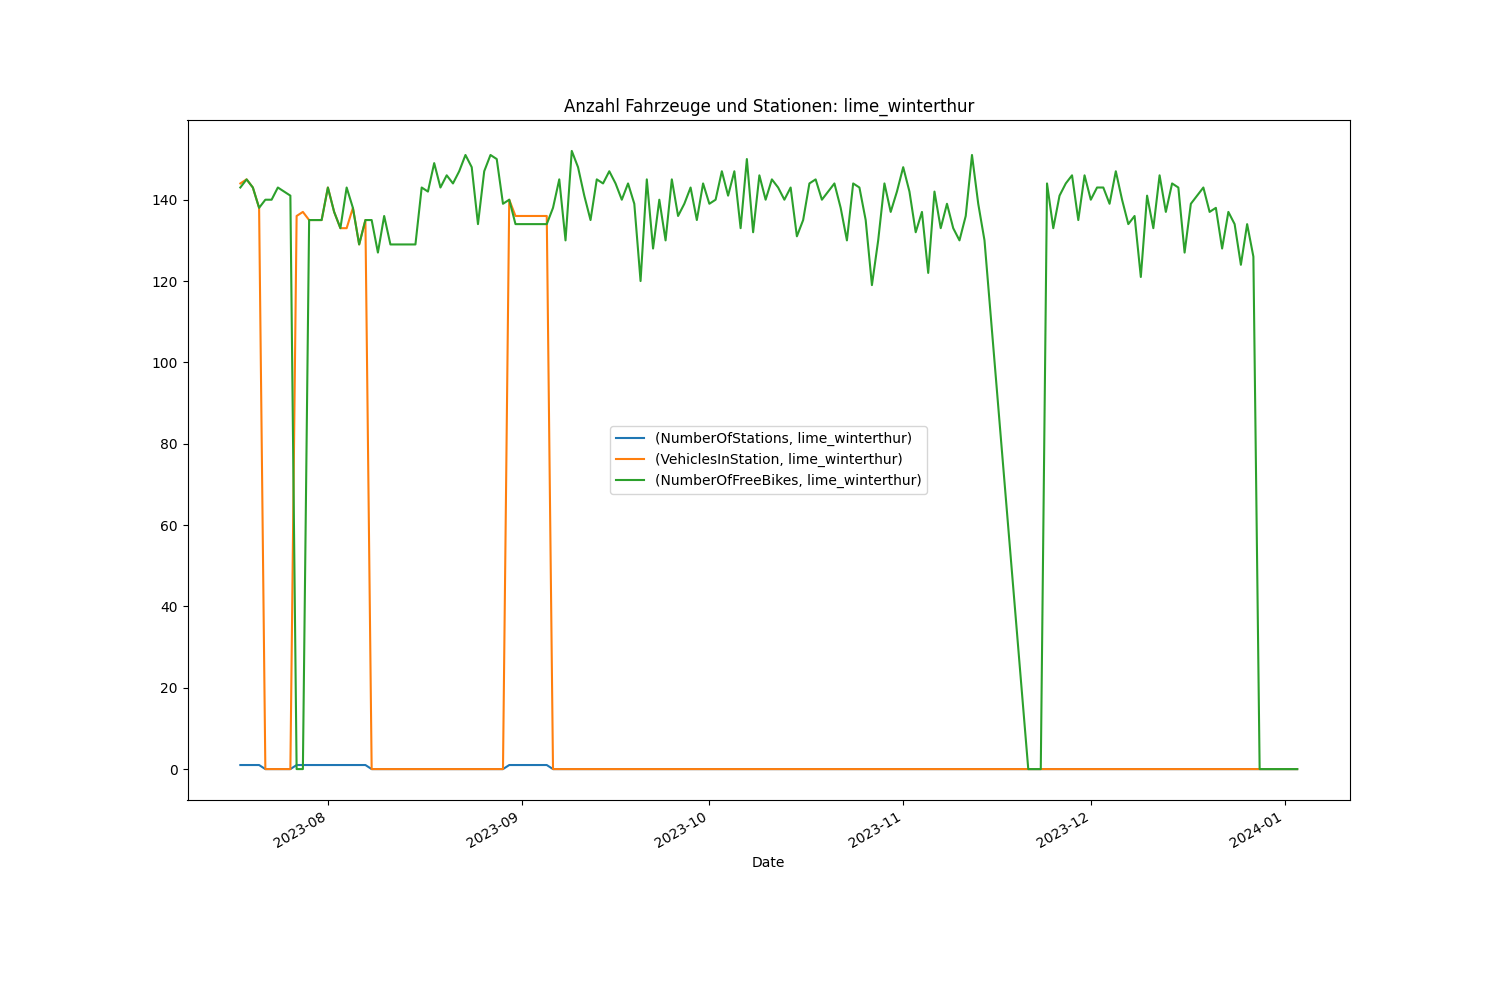 Anzahl Fahrzeuge und Stationen: lime_winterthur
140
120
100
80
60
40
20
0
(NumberOfStations, lime_winterthur)
(VehiclesInStation, lime_winterthur)
(NumberOfFreeBikes, lime_winterthur)
2023-08
2023-09
2023-10
2023-11
2023-12
2024-01
Date